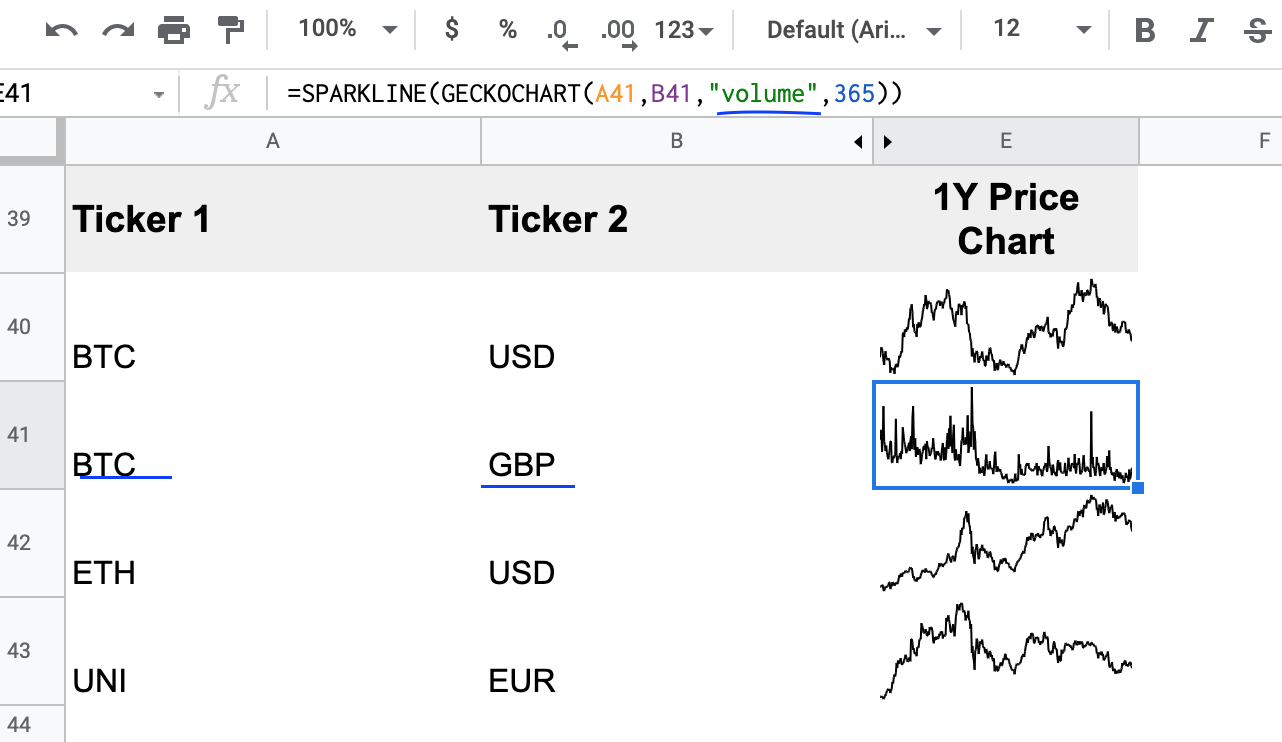 100% $ % .0 .00 123 Default (Ari... 12 B I S
E41 fx =SPARKLINE(GECKOCHART(A41,B41,"volume",365))
A B E F
39 Ticker 1 Ticker 2 1Y Price
Chart
40 BTC USD
41 BTC GBP
42 ETH USD
43 UNI EUR
44